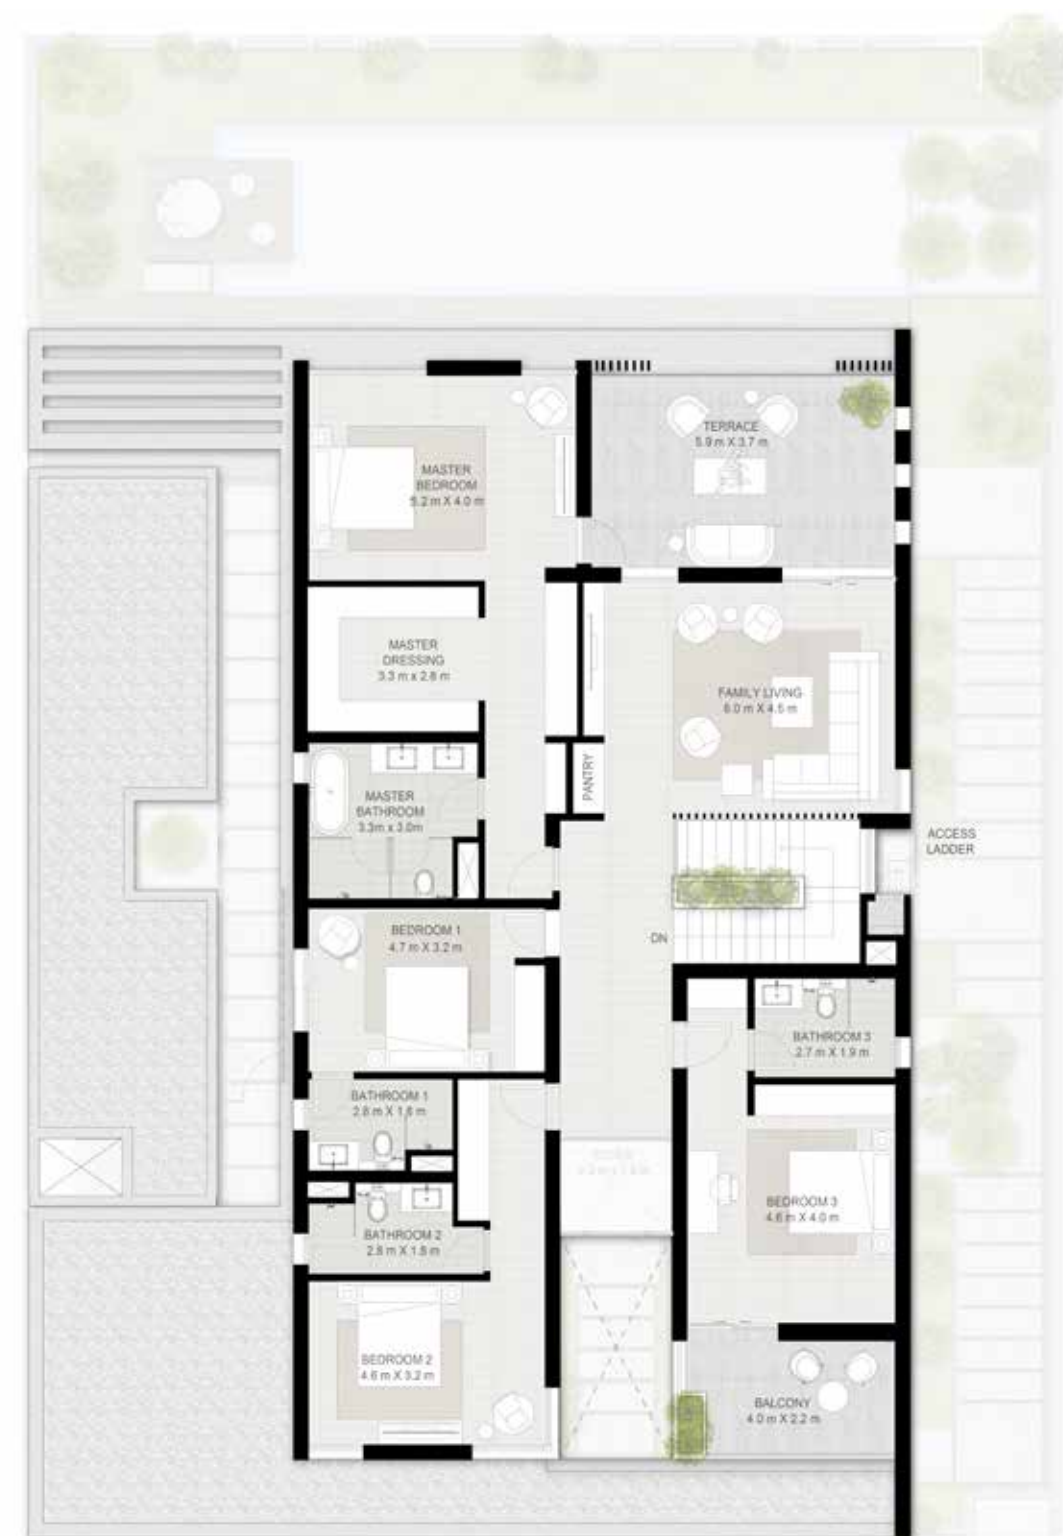 TERRACE
5.9 m X 3.7 m
MASTER
BEDROOM
5.2 m X 4.0 m
MASTER
DRESSING
3.3 m x 2.8 m
FAMILY LIVING
6.0 m X 4.5 m
PANTRY
MASTER
BATHROOM
3.3m x 3.0m
ACCESS
LADDER
BEDROOM 1
4.7 m X 3.2 m
DN
BATHROOM 3
2.7 m X 1.9 m
BATHROOM 1
2.8 m X 1.8 m
BEDROOM 3
4.6 m X 4.0 m
BATHROOM 2
2.8 m X 1.8 m
BEDROOM 2
4.6 m X 3.2 m
BALCONY
4.0 m X 2.2 m